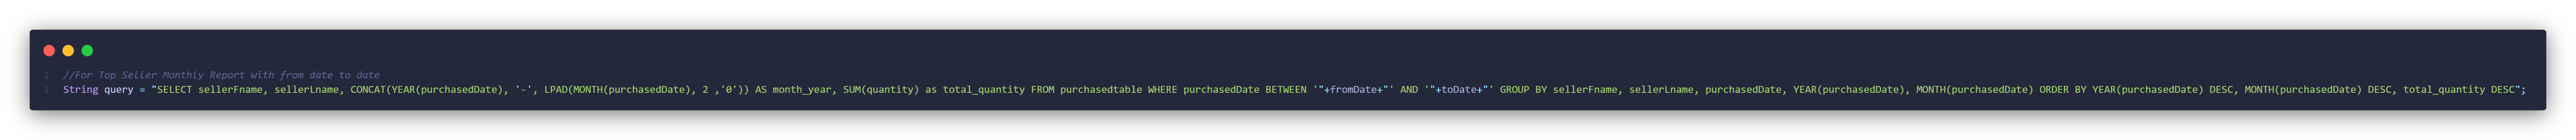 1 //For Top Seller Monthly Report with from date to date
2 String query = "SELECT sellerFname, sellerLname, CONCAT(YEAR(purchasedDate), '-', LPAD(MONTH(purchasedDate), 2 ,'0')) AS month_year, SUM(quantity) as total_quantity FROM purchasedtable WHERE purchasedDate BETWEEN '"+fromDate+"' AND '"+toDate+"' GROUP BY sellerFname, sellerLname, purchasedDate, YEAR(purchasedDate), MONTH(purchasedDate) ORDER BY YEAR(purchasedDate) DESC, MONTH(purchasedDate) DESC, total_quantity DESC";